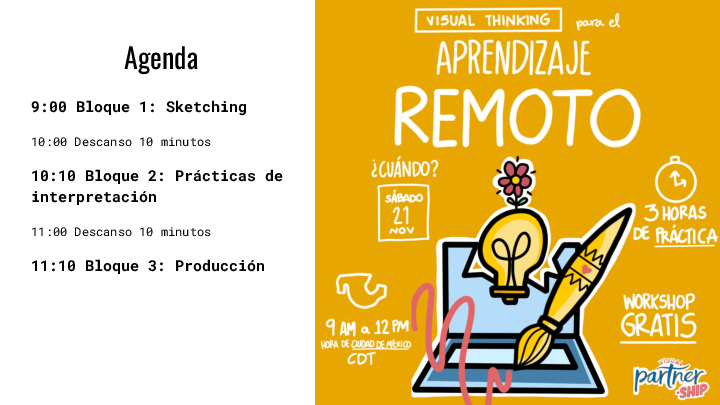 Agenda
9:00 Bloque 1: Sketching
10:00 Descanso 10 minutos
10:10 Bloque 2: Prácticas de
interpretación
11:00 Descanso 10 minutos
11:10 Bloque 3: Producción
VISUAL THINKING para el
APRENDIZAJE
REMOTO
¿CUÁNDO?
SÁBADO
21
NOV
3 HORAS
DE PRÁCTICA
9 AM a 12 PM
HORA DE CIUDAD DE MÉXICO
CDT
WORKSHOP
GRATIS
VISUAL
partner
-SHIP